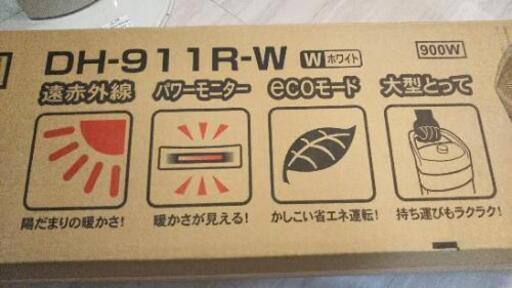 DH-911R-W W ホワイト 900W
遠赤外線 パワーモニター ecoモード 大型とって
陽だまりの暖かさ! 暖かさが見える! かしこい省エネ運転! 持ち運びもラクラク!